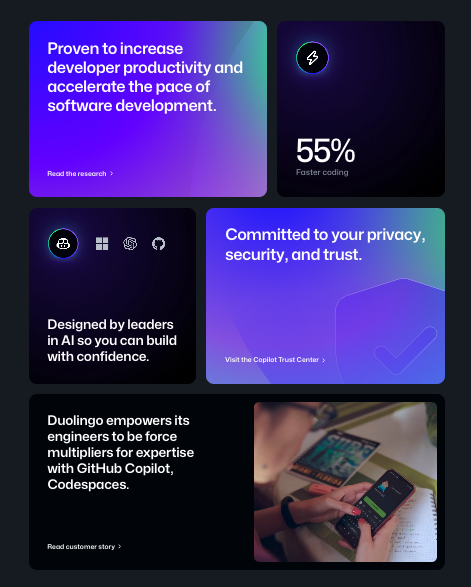 Proven to increase
developer productivity and
accelerate the pace of
software development.
Read the research
55%
Faster coding
Designed by leaders
in AI so you can build
with confidence.
Committed to your privacy,
security, and trust.
Visit the Copilot Trust Center
Duolingo empowers its
engineers to be force
multipliers for expertise
with GitHub Copilot,
Codespaces.
Read customer story